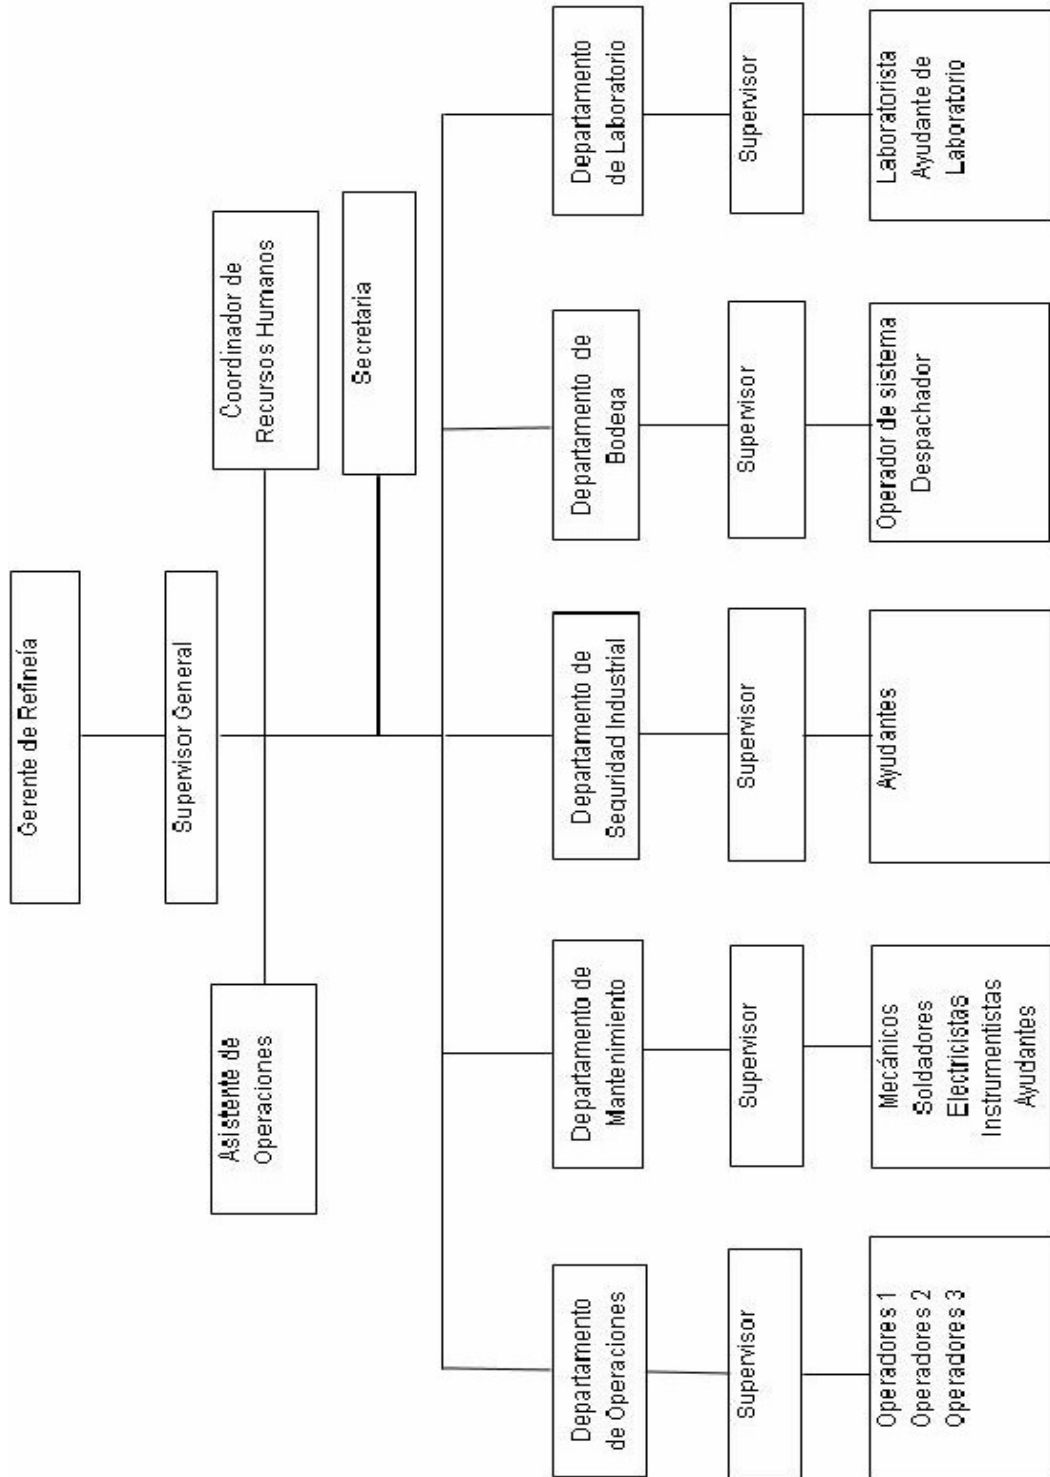 Gerente de Refineía
Supervisor General
Asistente de
Operaciones
Coordinador de
Recursos Humanos
Secretaria
Departamento
de Operaciones
Departamento de
Mantenimiento
Departamento de
Seguridad Industrial
Departamento de
Bodega
Departamento
de Laboratorio
Supervisor
Supervisor
Supervisor
Supervisor
Supervisor
Operadores 1
Operadores 2
Operadores 3
Mecánicos
Soldadores
Electricistas
Instrumentistas
Ayudantes
Ayudantes
Operador de sistema
Despachador
Laboratorista
Ayudante de
Laboratorio